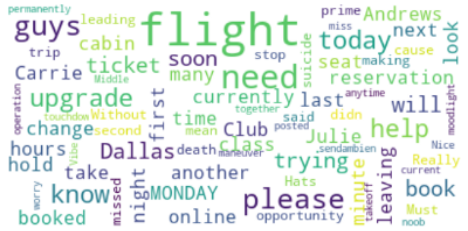 permanently
leading
flight
prime
Andrews
guys
cabin
soon
today
next
look
trip
miss
cause
making
stop
suicide
Carrie
ticket
many
need
seat
reservation
operation
Middle
upgrade
currently
last
will
anytime
touchdown
Without
first
time
together
said
didn
moodlight
change
second
mean
Club
posted
Julie
help
hours
Vibe
Dallas
death
maneuver
class
trying
sendambien
Nice
Really
hold
take
another
Hats
minute
leaving
current
worry
know
missed
night
MONDAY
please
takeoff
book
booked
online
opportunity
Must
noob